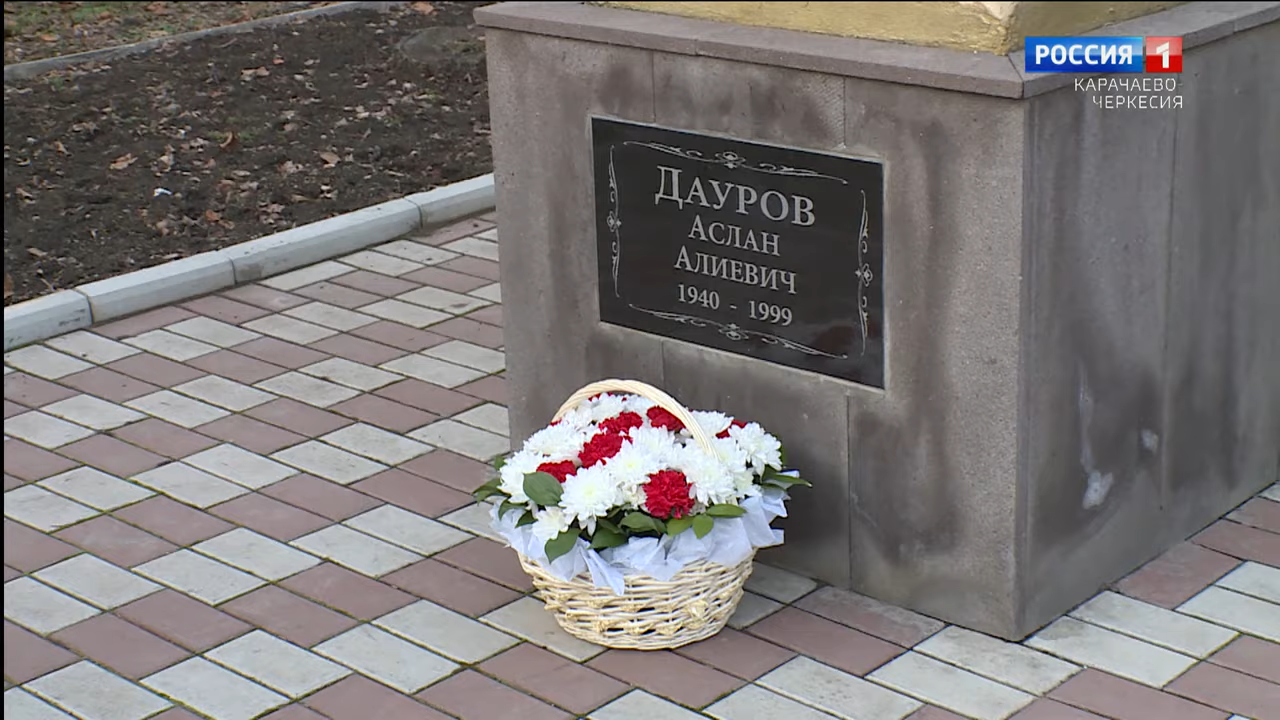 РОССИЯ 1
КАРАЧАЕВО-
ЧЕРКЕСИЯ
ДАУРОВ
АСЛАН
АЛИЕВИЧ
1940 - 1999